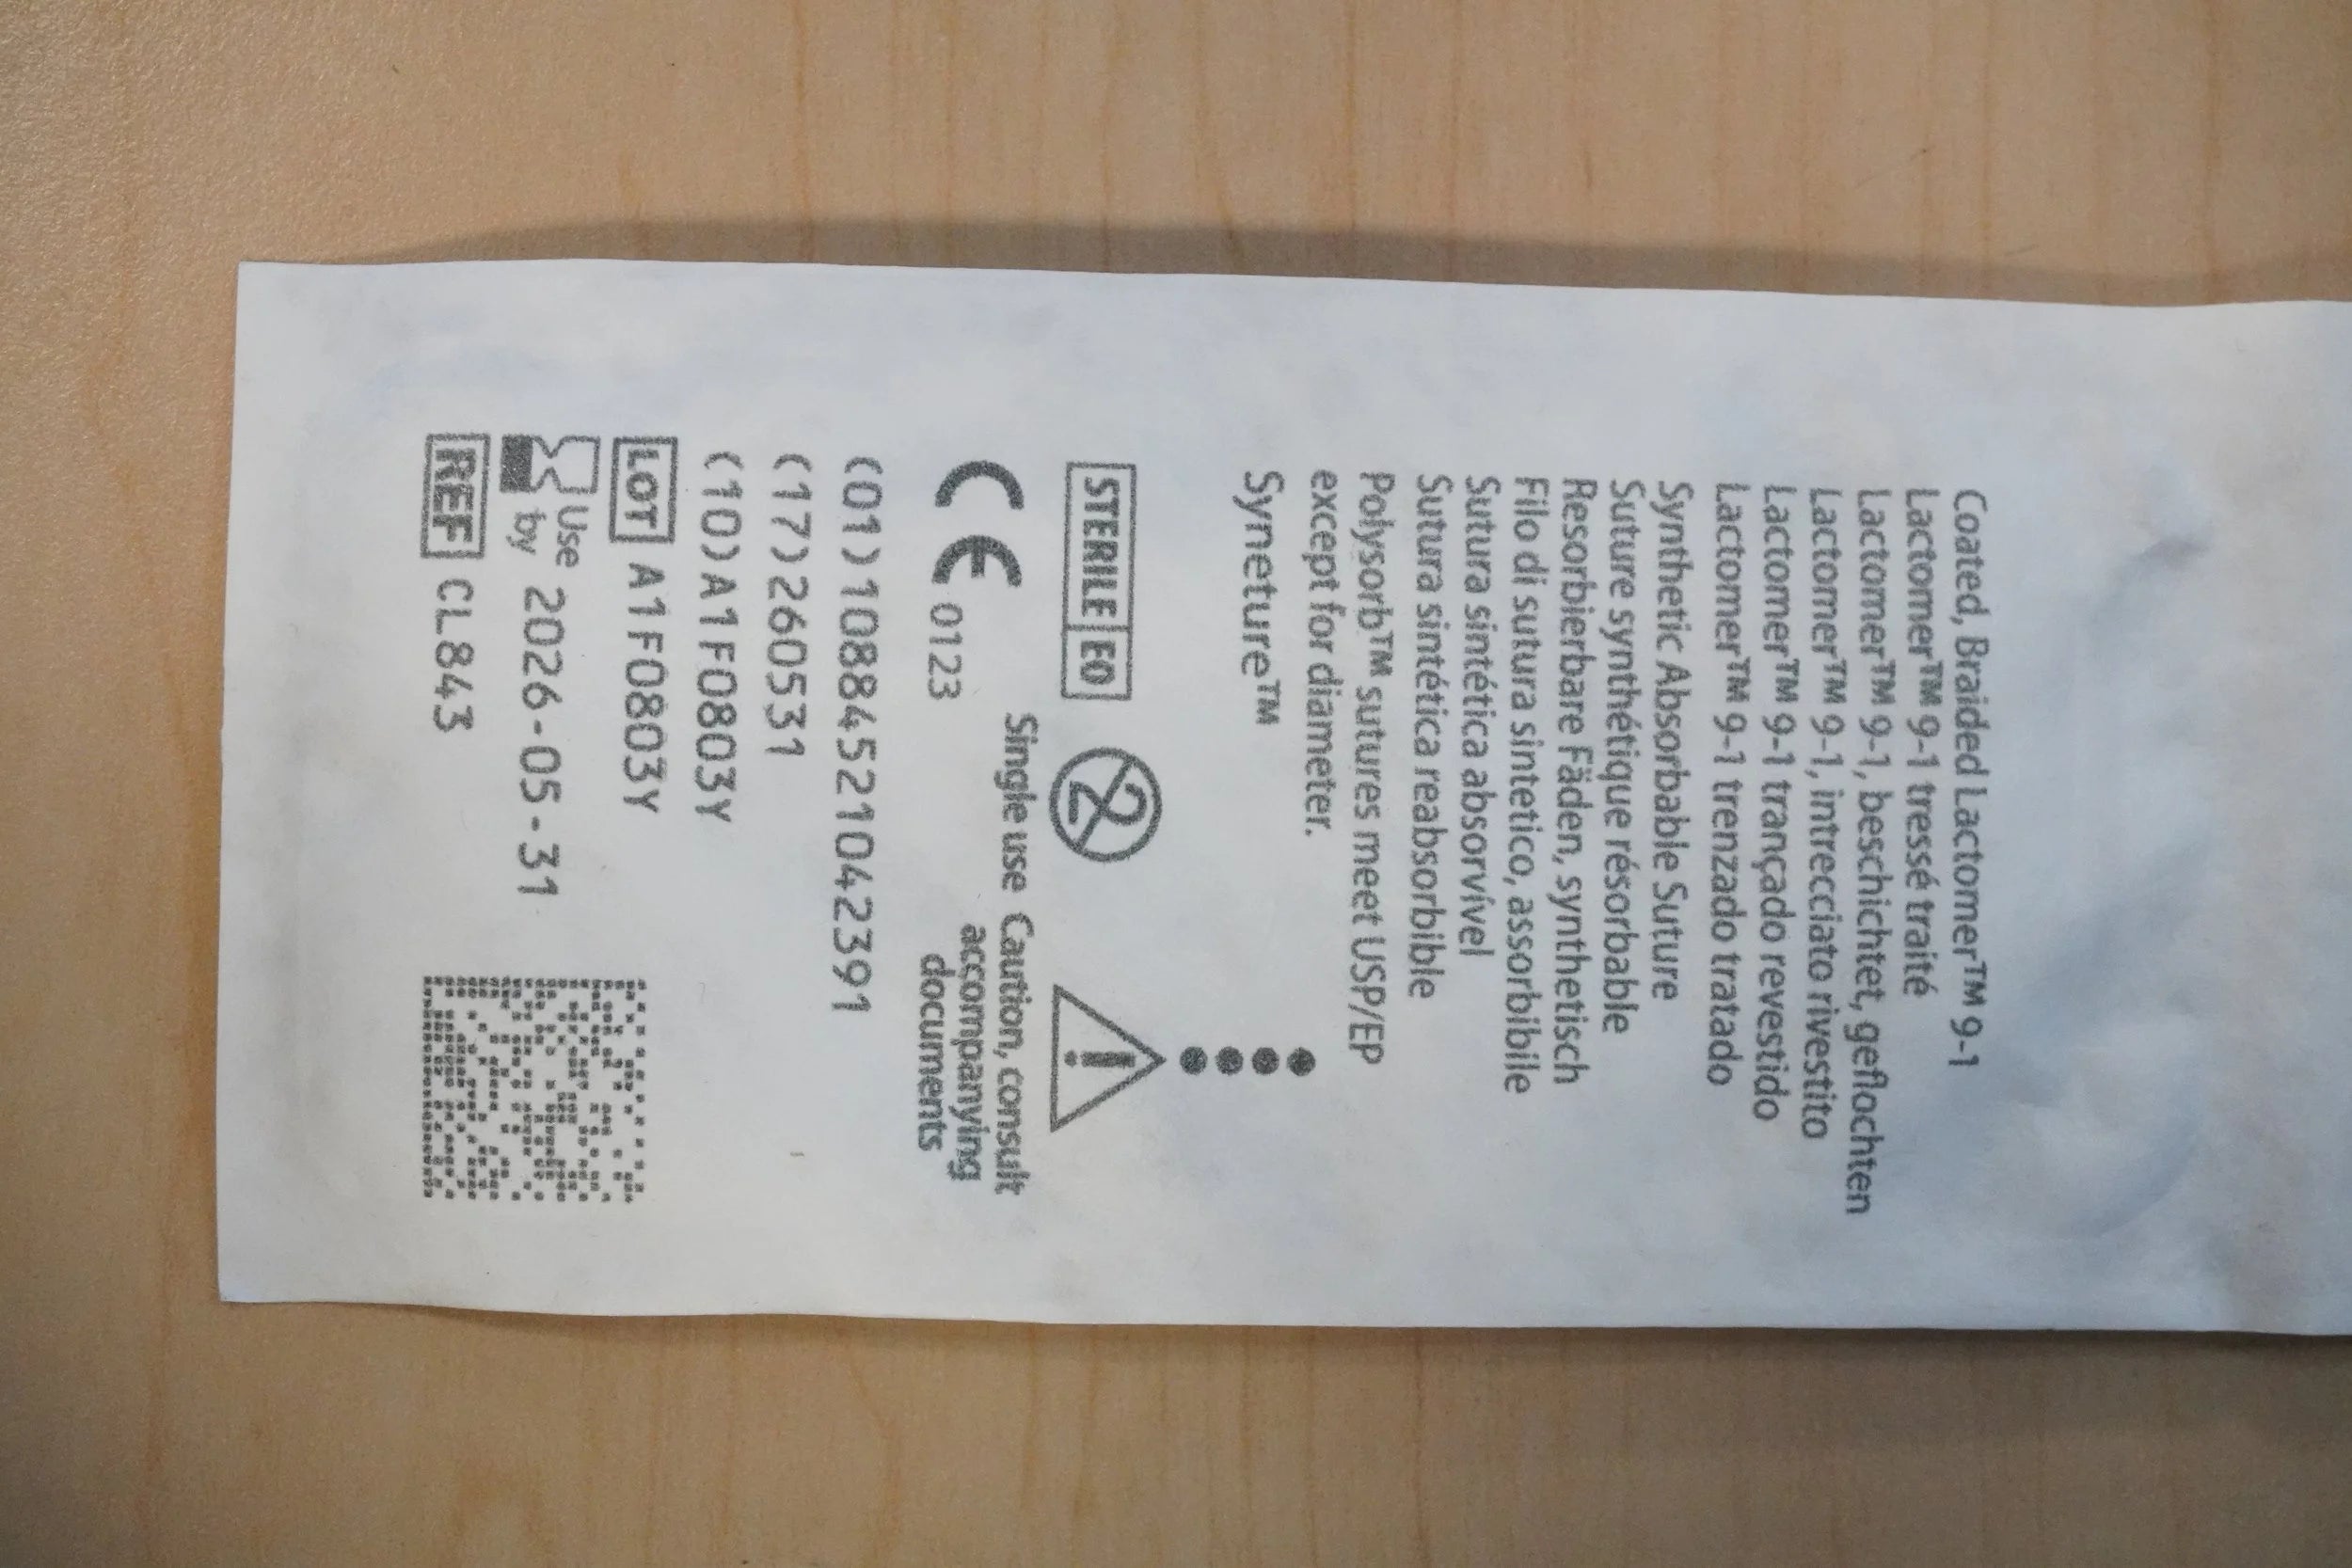 Coated, Braided Lactomer™ 9-1
Lactomer™ 9-1 tressé traité
Lactomer™ 9-1, beschichtet, geflochten
Lactomer™ 9-1, intrecciato rivestito
Lactomer™ 9-1 trançado revestido
Lactomer™ 9-1 trenzado tratado
Synthetic Absorbable Suture
Suture synthétique résorbable
Resorbierbare Fäden, synthetisch
Filo di sutura sintetico, assorbibile
Sutura sintética absorvível
Sutura sintética reabsorbible
Polysorb™ sutures meet USP/EP
except for diameter.
Syneture™
STERILE EO
2
!
Single use
Caution, consult
accompanying
documents
CE 0123
(01)10884521042391
(17)260531
(10)A1F0803Y
LOT A1F0803Y
Use
by 2026-05-31
REF CL843